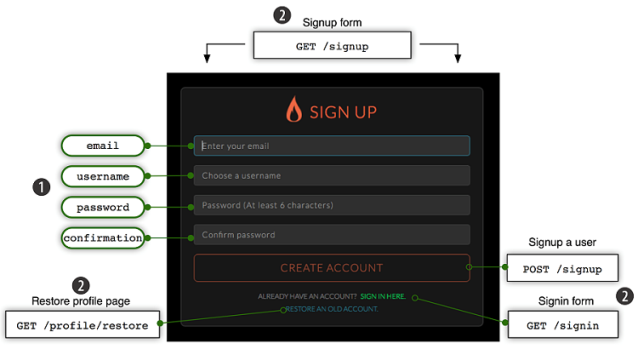 2
Signup form
GET /signup
SIGN UP
email
Enter your email
username
Choose a username
1
password
Password (At least 6 characters)
confirmation
Confirm password
CREATE ACCOUNT
Signup a user
POST /signup
2
Restore profile page
GET /profile/restore
ALREADY HAVE AN ACCOUNT? SIGN IN HERE.
RESTORE AN OLD ACCOUNT.
Signin form
2
GET /signin